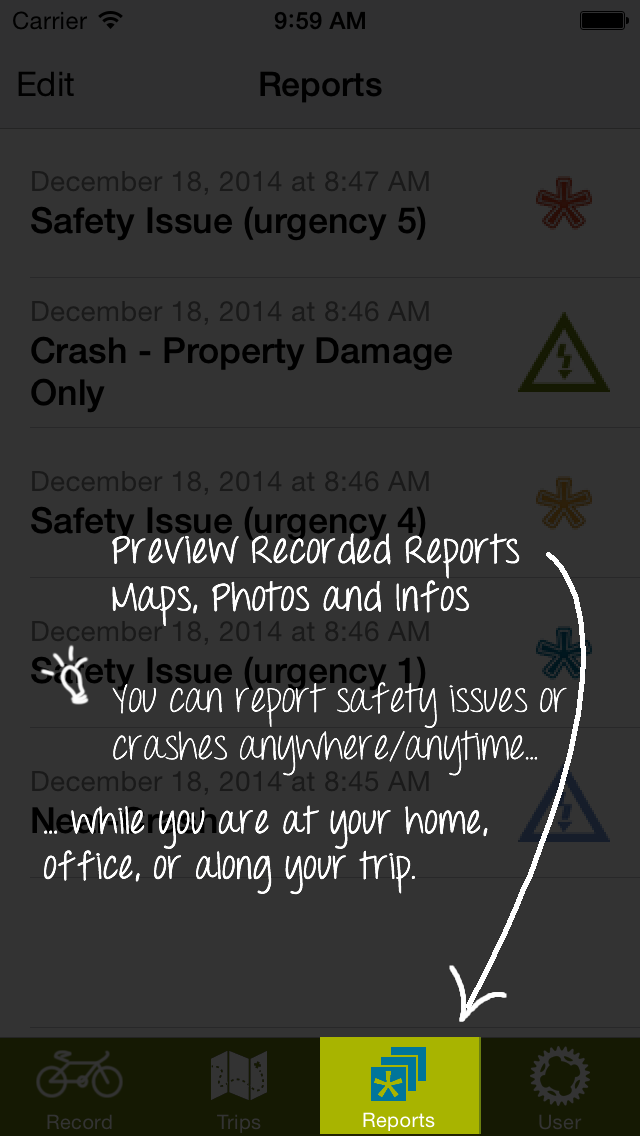 Carrier 9:59 AM
Edit Reports
December 18, 2014 at 8:47 AM
Safety Issue (urgency 5)
December 18, 2014 at 8:46 AM
Crash - Property Damage
Only
December 18, 2014 at 8:46 AM
Safety Issue (urgency 4)
Preview Recorded Reports
Maps, Photos and Infos
December 18, 2014 at 8:46 AM
Safety Issue (urgency 1)
You can report safety issues or
crashes anywhere/anytime...
December 18, 2014 at 8:45 AM
Near Crash
... while you are at your home,
office, or along your trip.
Record Trips Reports User